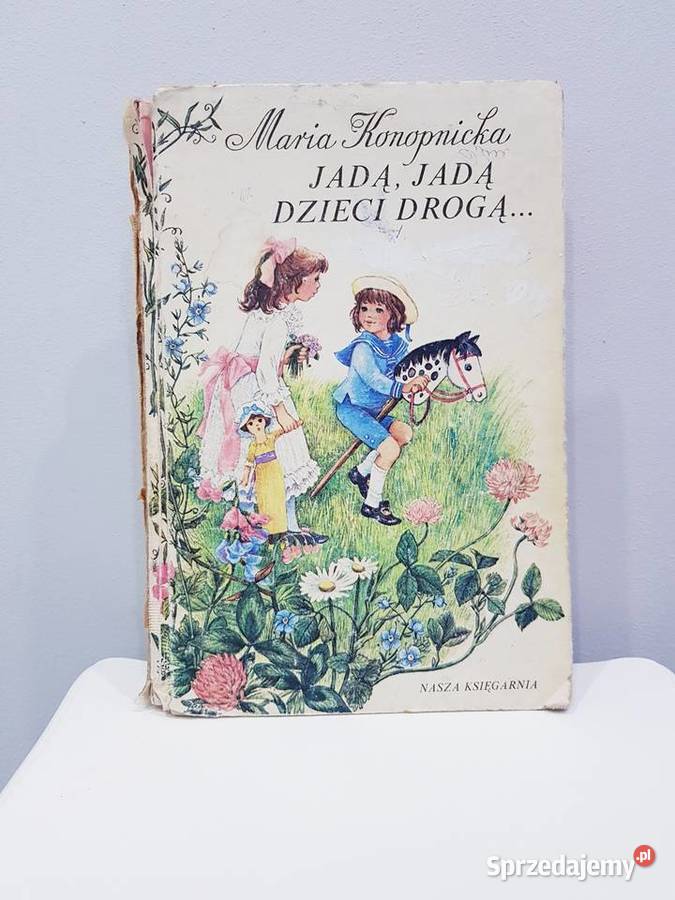 Maria Konopnicka
JADĄ, JADĄ
DZIECI DROGĄ...
NASZA KSIĘGARNIA
Sprzedajemy.pl